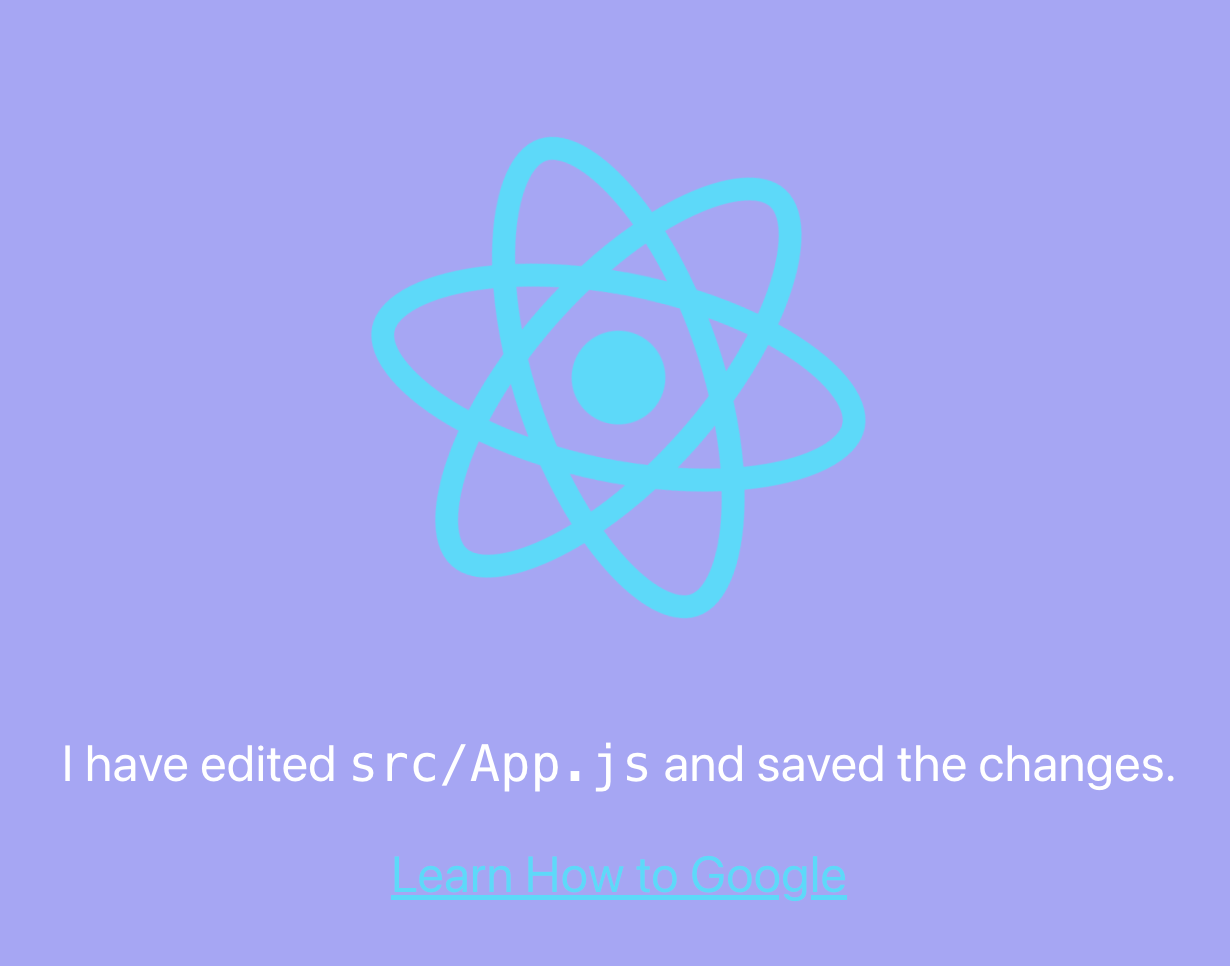 I have edited src/App.js and saved the changes.
Learn How to Google